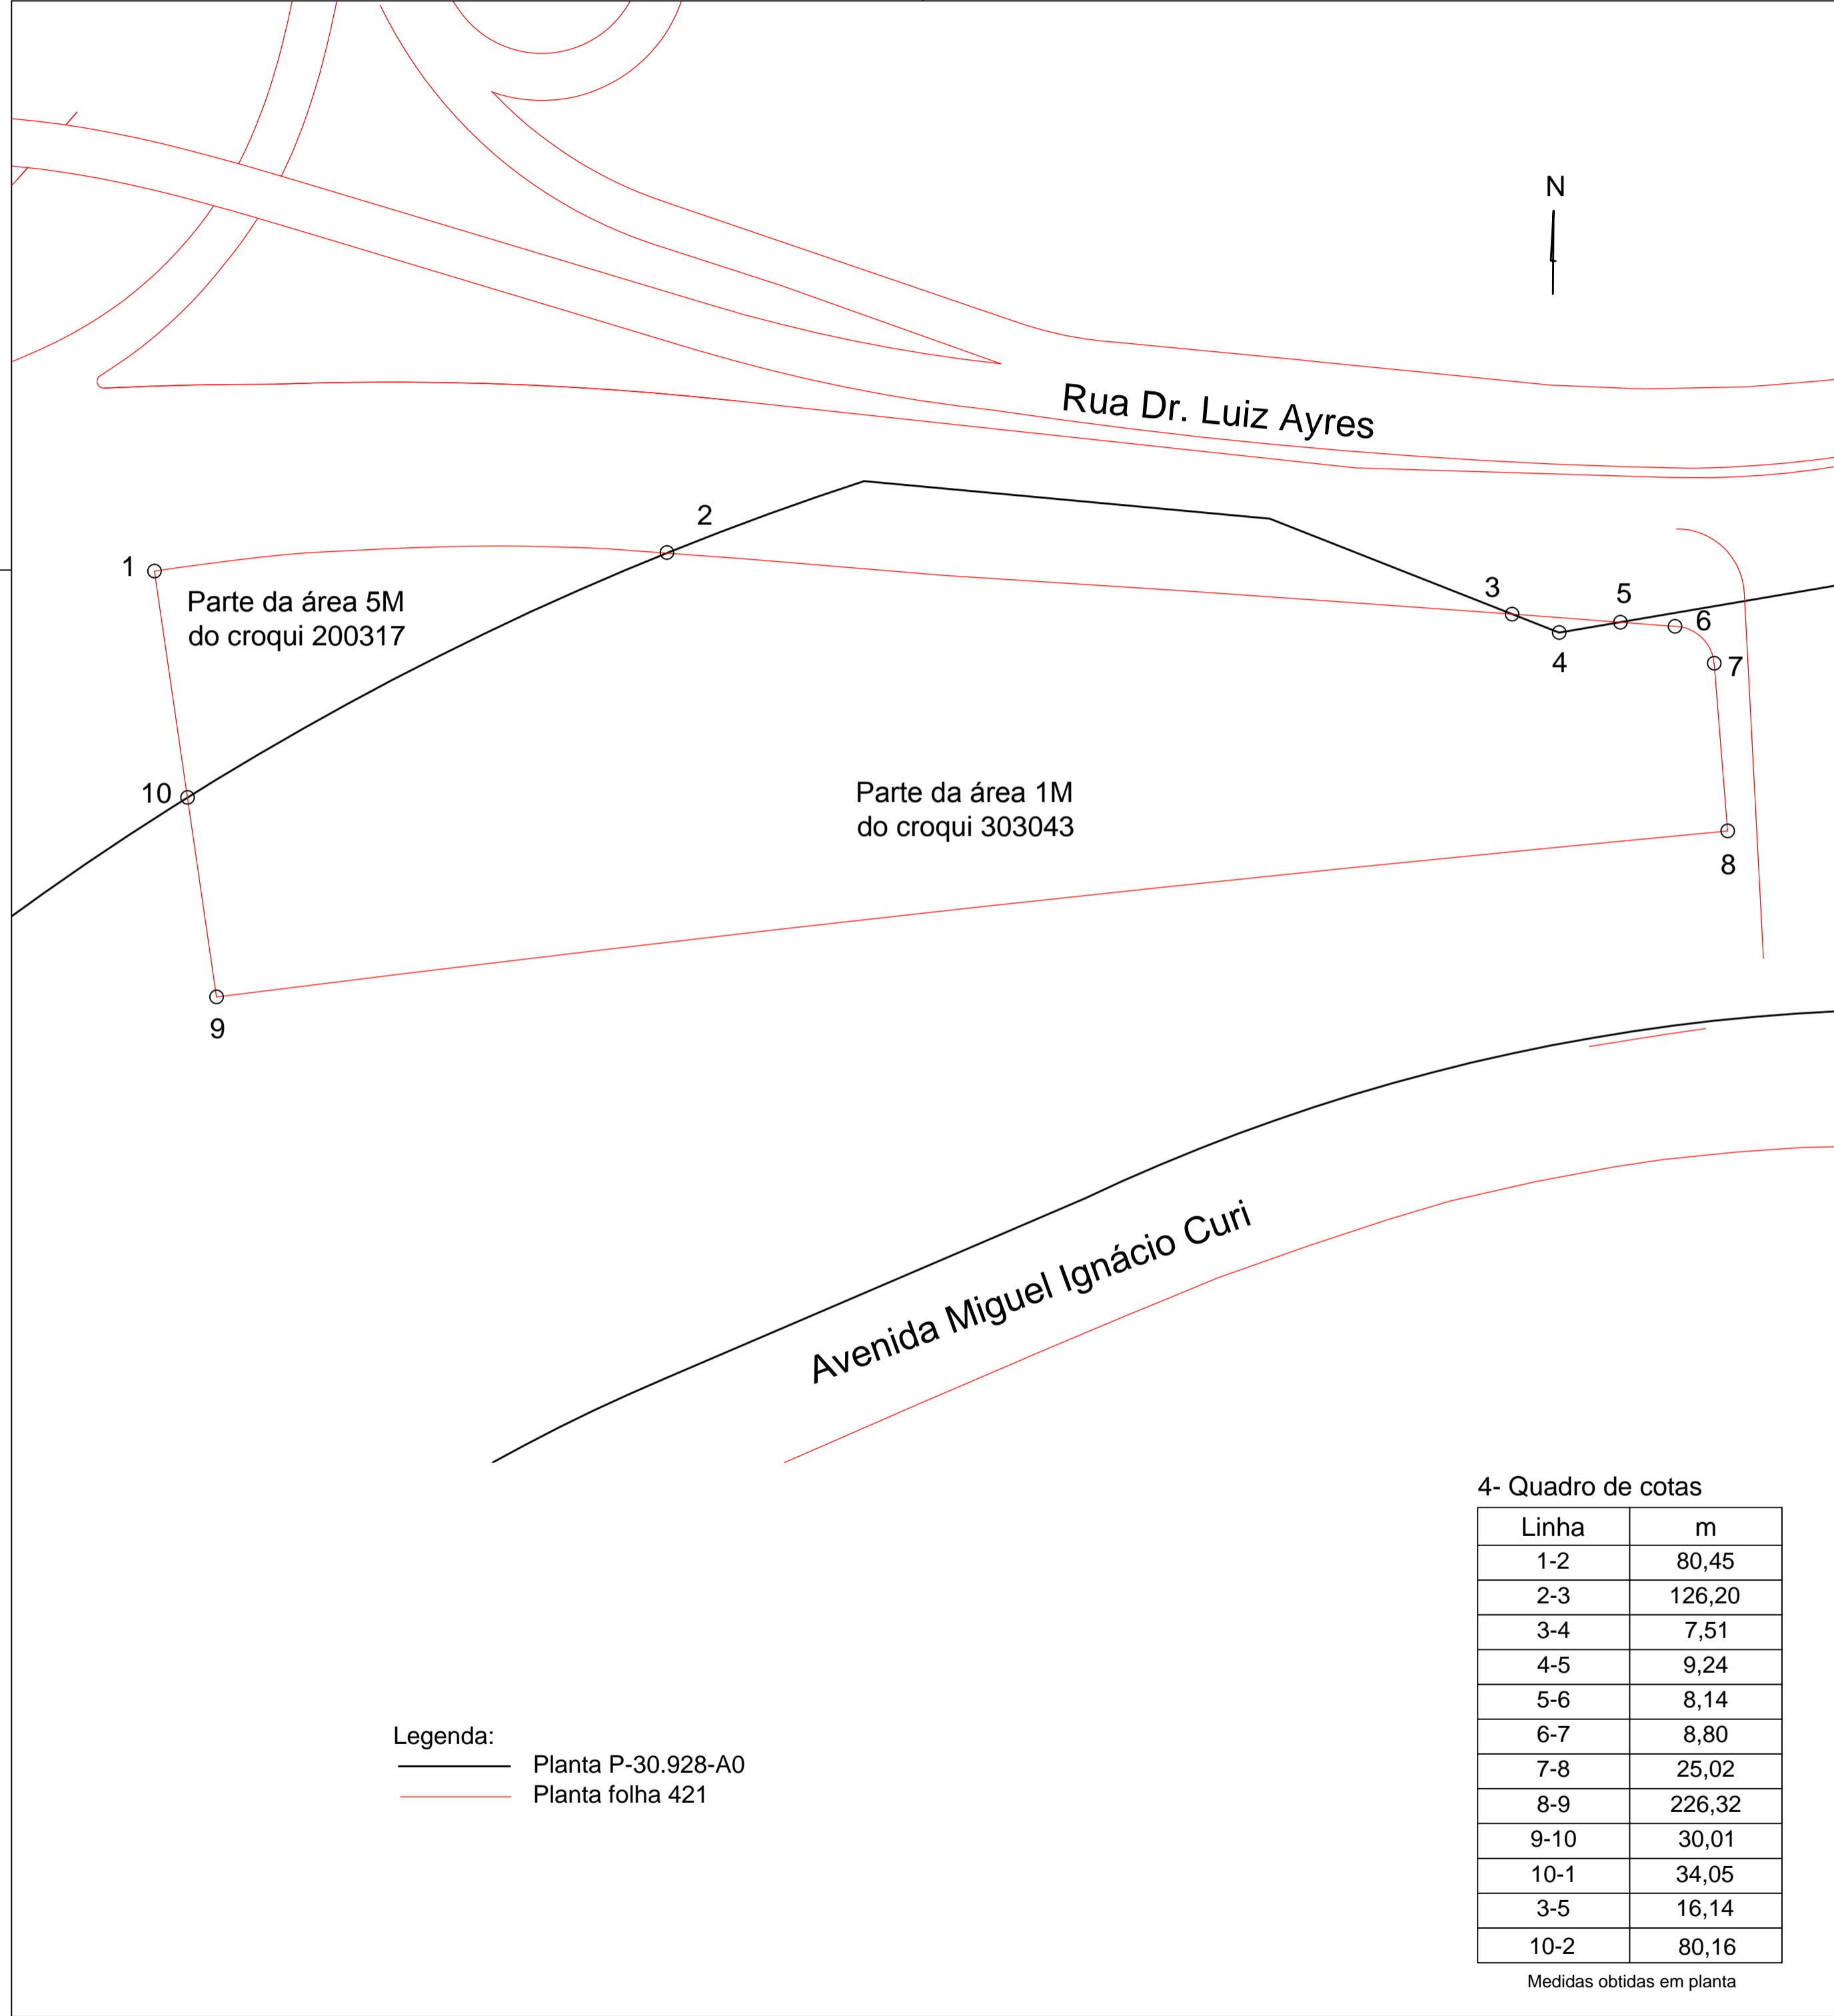 N
Rua Dr. Luiz Ayres
2
1
3
5
Parte da área 5M
do croqui 200317
6
4
7
10
Parte da área 1M
do croqui 303043
8
9
Avenida Miguel Ignácio Curi
4- Quadro de cotas
Linha m
1-2 80,45
2-3 126,20
3-4 7,51
4-5 9,24
5-6 8,14
6-7 8,80
7-8 25,02
8-9 226,32
9-10 30,01
10-1 34,05
3-5 16,14
10-2 80,16
Medidas obtidas em planta
Legenda:
Planta P-30.928-A0
Planta folha 421